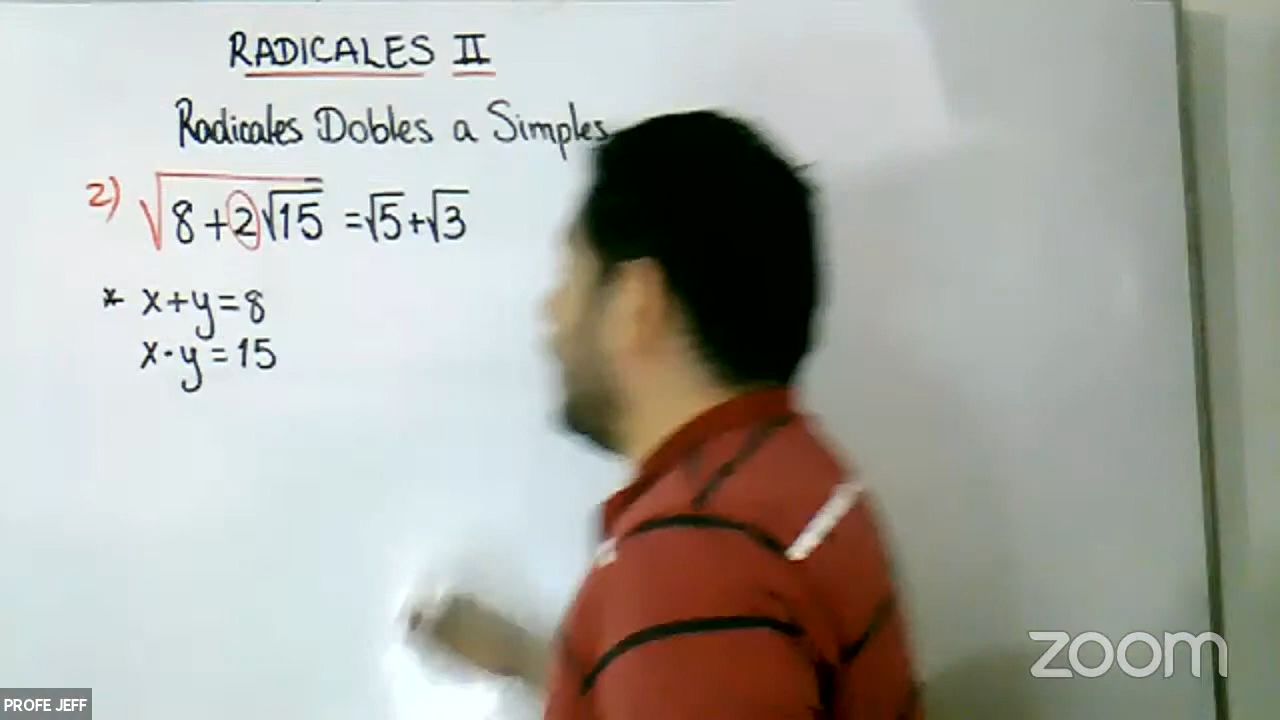 RADICALES II
Radicales Dobles a Simples
2) √(8+2√15) = √5+√3
* x+y=8
x·y=15
zoom
PROFE JEFF